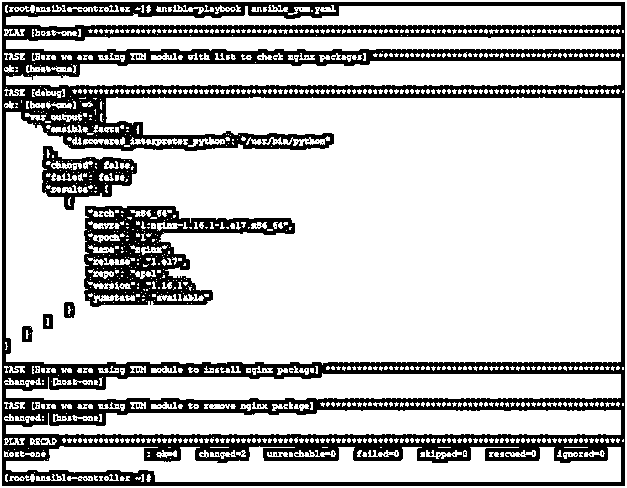 [root@ansible-controller ~]# ansible-playbook ansible_yum.yaml
PLAY [host-one] ****************************************************************
TASK [Here we are using YUM module with list to check nginx packages] ****************************************************************
ok: [host-one]
TASK [debug] ****************************************************************
ok: [host-one] => {
"var_output": {
"ansible_facts": {
"discovered_interpreter_python": "/usr/bin/python"
},
"changed": false,
"failed": false,
"results": [
{
"arch": "x86_64",
"envra": "1:nginx-1.16.1-1.el7.x86_64",
"epoch": "1",
"name": "nginx",
"release": "1.el7",
"repo": "epel",
"version": "1.16.1",
"yumstate": "available"
}
]
}
}
TASK [Here we are using YUM module to install nginx package] ****************************************************************
changed: [host-one]
TASK [Here we are using YUM module to remove nginx package] ****************************************************************
changed: [host-one]
PLAY RECAP ****************************************************************
host-one : ok=4 changed=2 unreachable=0 failed=0 skipped=0 rescued=0 ignored=0
[root@ansible-controller ~]#